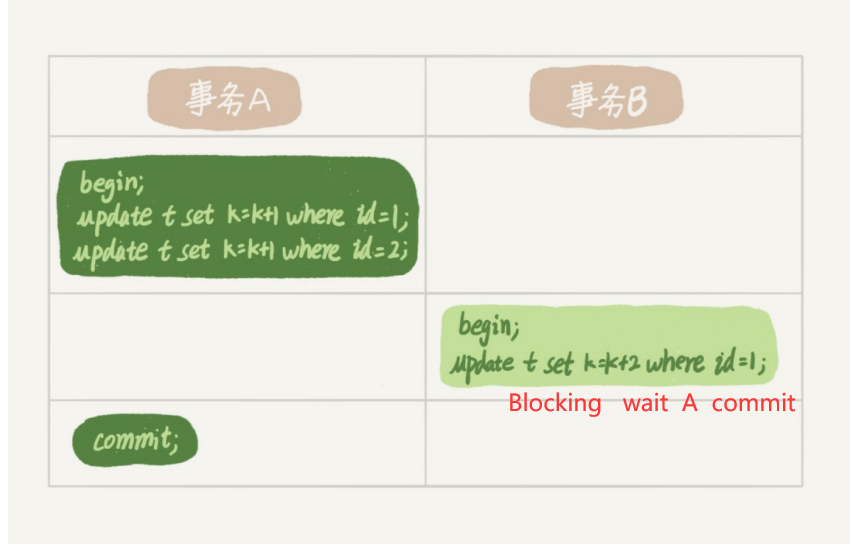 事务A
事务B
begin;
update t set k=k+1 where id=1;
update t set k=k+1 where id=2;
begin;
update t set k=k+2 where id=1;
Blocking wait A commit
commit;